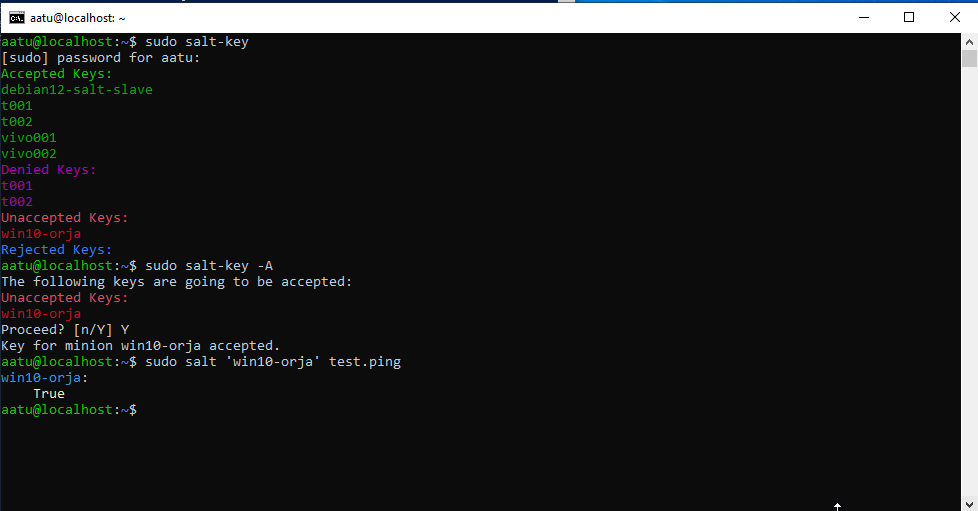 aatu@localhost: ~
aatu@localhost:~$ sudo salt-key
[sudo] password for aatu:
Accepted Keys:
debian12-salt-slave
t001
t002
vivo001
vivo002
Denied Keys:
t001
t002
Unaccepted Keys:
win10-orja
Rejected Keys:
aatu@localhost:~$ sudo salt-key -A
The following keys are going to be accepted:
Unaccepted Keys:
win10-orja
Proceed? [n/Y] Y
Key for minion win10-orja accepted.
aatu@localhost:~$ sudo salt 'win10-orja' test.ping
win10-orja:
    True
aatu@localhost:~$